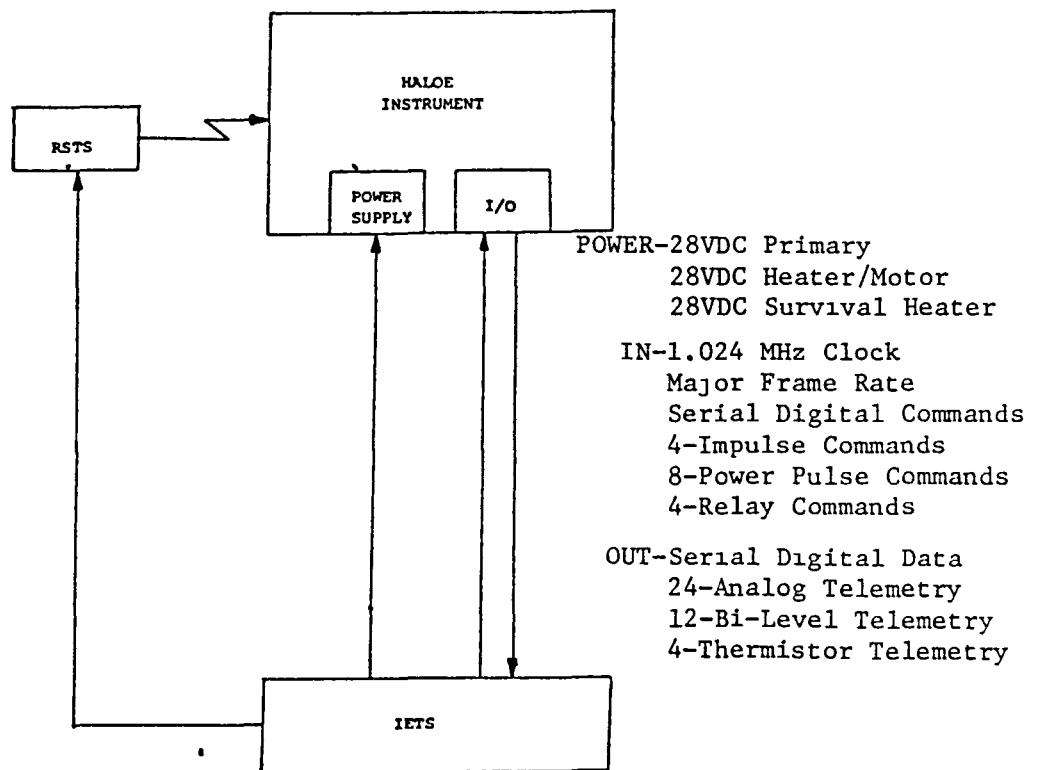 HALOE
INSTRUMENT
RSTS
POWER
SUPPLY
I/O
POWER-28VDC Primary
28VDC Heater/Motor
28VDC Survival Heater
IN-1.024 MHz Clock
Major Frame Rate
Serial Digital Commands
4-Impulse Commands
8-Power Pulse Commands
4-Relay Commands
OUT-Serial Digital Data
24-Analog Telemetry
12-Bi-Level Telemetry
4-Thermistor Telemetry
IETS